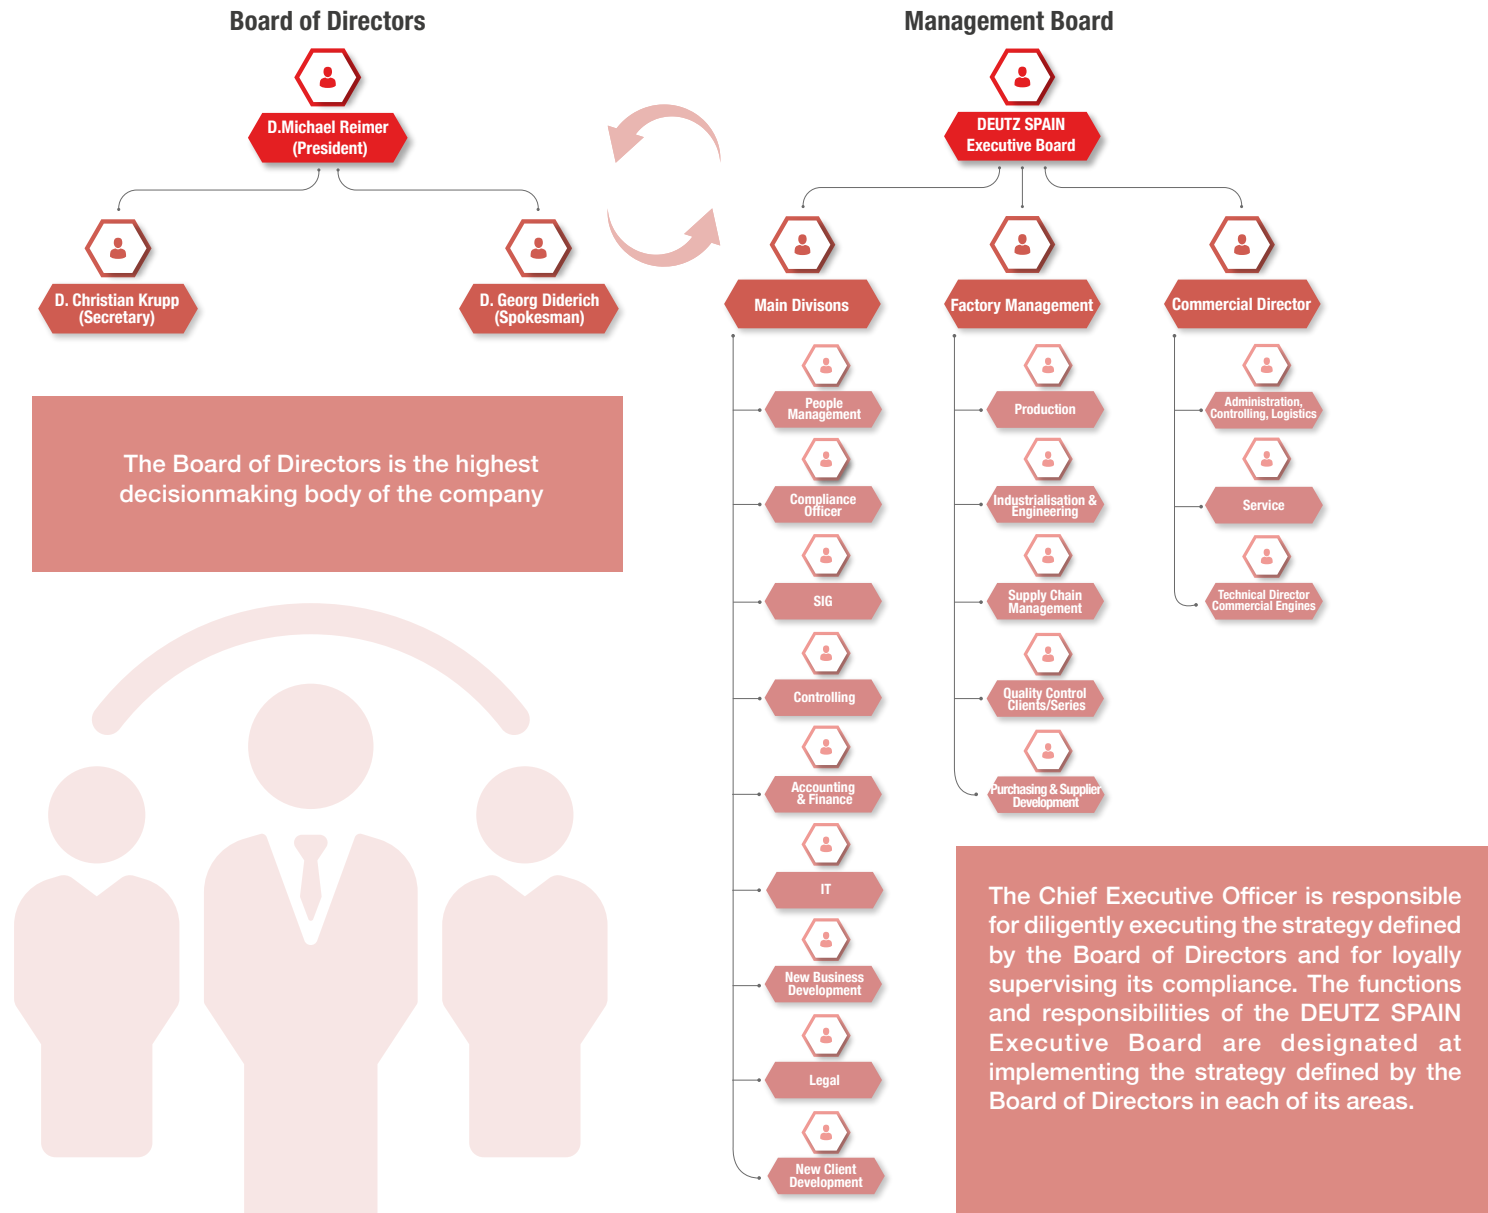 Board of Directors
D.Michael Reimer
(President)
D. Christian Krupp
(Secretary)
D. Georg Diderich
(Spokesman)
The Board of Directors is the highest
decisionmaking body of the company
Management Board
DEUTZ SPAIN
Executive Board
Main Divisons
People
Management
Compliance
Officer
SIG
Controlling
Accounting
& Finance
IT
New Business
Development
Legal
New Client
Development
Factory Management
Production
Industrialisation &
Engineering
Supply Chain
Management
Quality Control
Clients/Series
Purchasing & Supplier
Development
Commercial Director
Administration,
Controlling, Logistics
Service
Technical Director
Commercial Engines
The Chief Executive Officer is responsible
for diligently executing the strategy defined
by the Board of Directors and for loyally
supervising its compliance. The functions
and responsibilities of the DEUTZ SPAIN
Executive Board are designated at
implementing the strategy defined by the
Board of Directors in each of its areas.